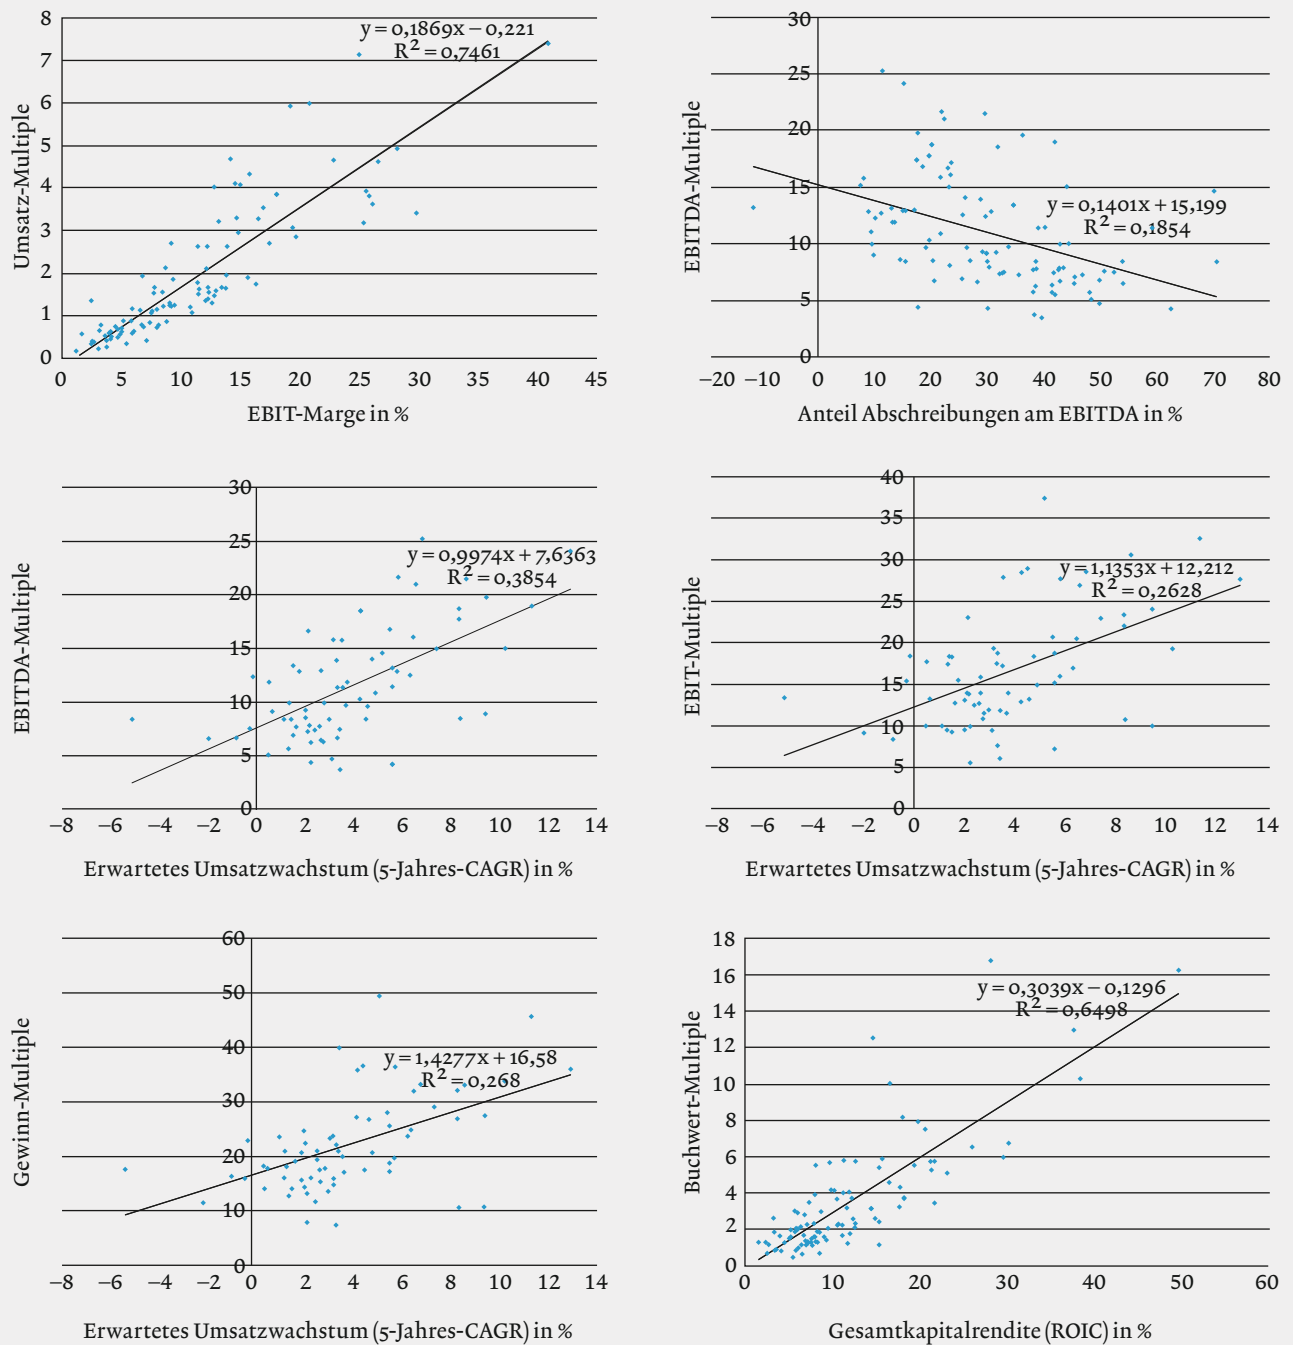 8
7
6
5
4
3
2
1
0
Umsatz-Multiple
y = 0,1869x − 0,221
R² = 0,7461
0 5 10 15 20 25 30 35 40 45
EBIT-Marge in %
30
25
20
15
10
5
0
EBITDA-Multiple
y = 0,1401x + 15,199
R² = 0,1854
−20 −10 0 10 20 30 40 50 60 70 80
Anteil Abschreibungen am EBITDA in %
30
25
20
15
10
5
0
EBITDA-Multiple
y = 0,9974x + 7,6363
R² = 0,3854
−8 −6 −4 −2 0 2 4 6 8 10 12 14
Erwartetes Umsatzwachstum (5-Jahres-CAGR) in %
40
35
30
25
20
15
10
5
0
EBIT-Multiple
y = 1,1353x + 12,212
R² = 0,2628
−8 −6 −4 −2 0 2 4 6 8 10 12 14
Erwartetes Umsatzwachstum (5-Jahres-CAGR) in %
60
50
40
30
20
10
0
Gewinn-Multiple
y = 1,4277x + 16,58
R² = 0,268
−8 −6 −4 −2 0 2 4 6 8 10 12 14
Erwartetes Umsatzwachstum (5-Jahres-CAGR) in %
18
16
14
12
10
8
6
4
2
0
Buchwert-Multiple
y = 0,3039x − 0,1296
R² = 0,6498
0 10 20 30 40 50 60
Gesamtkapitalrendite (ROIC) in %